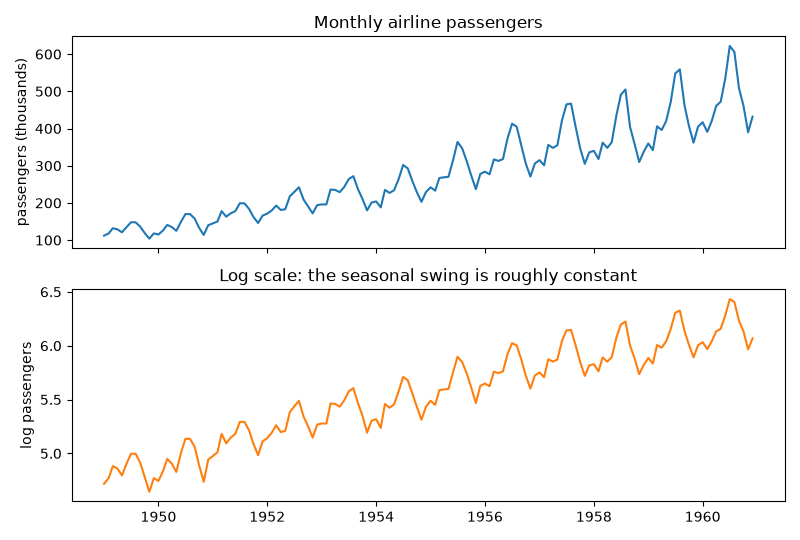 Monthly airline passengers
passengers (thousands)
600
500
400
300
200
100
Log scale: the seasonal swing is roughly constant
log passengers
6.5
6.0
5.5
5.0
1950 1952 1954 1956 1958 1960